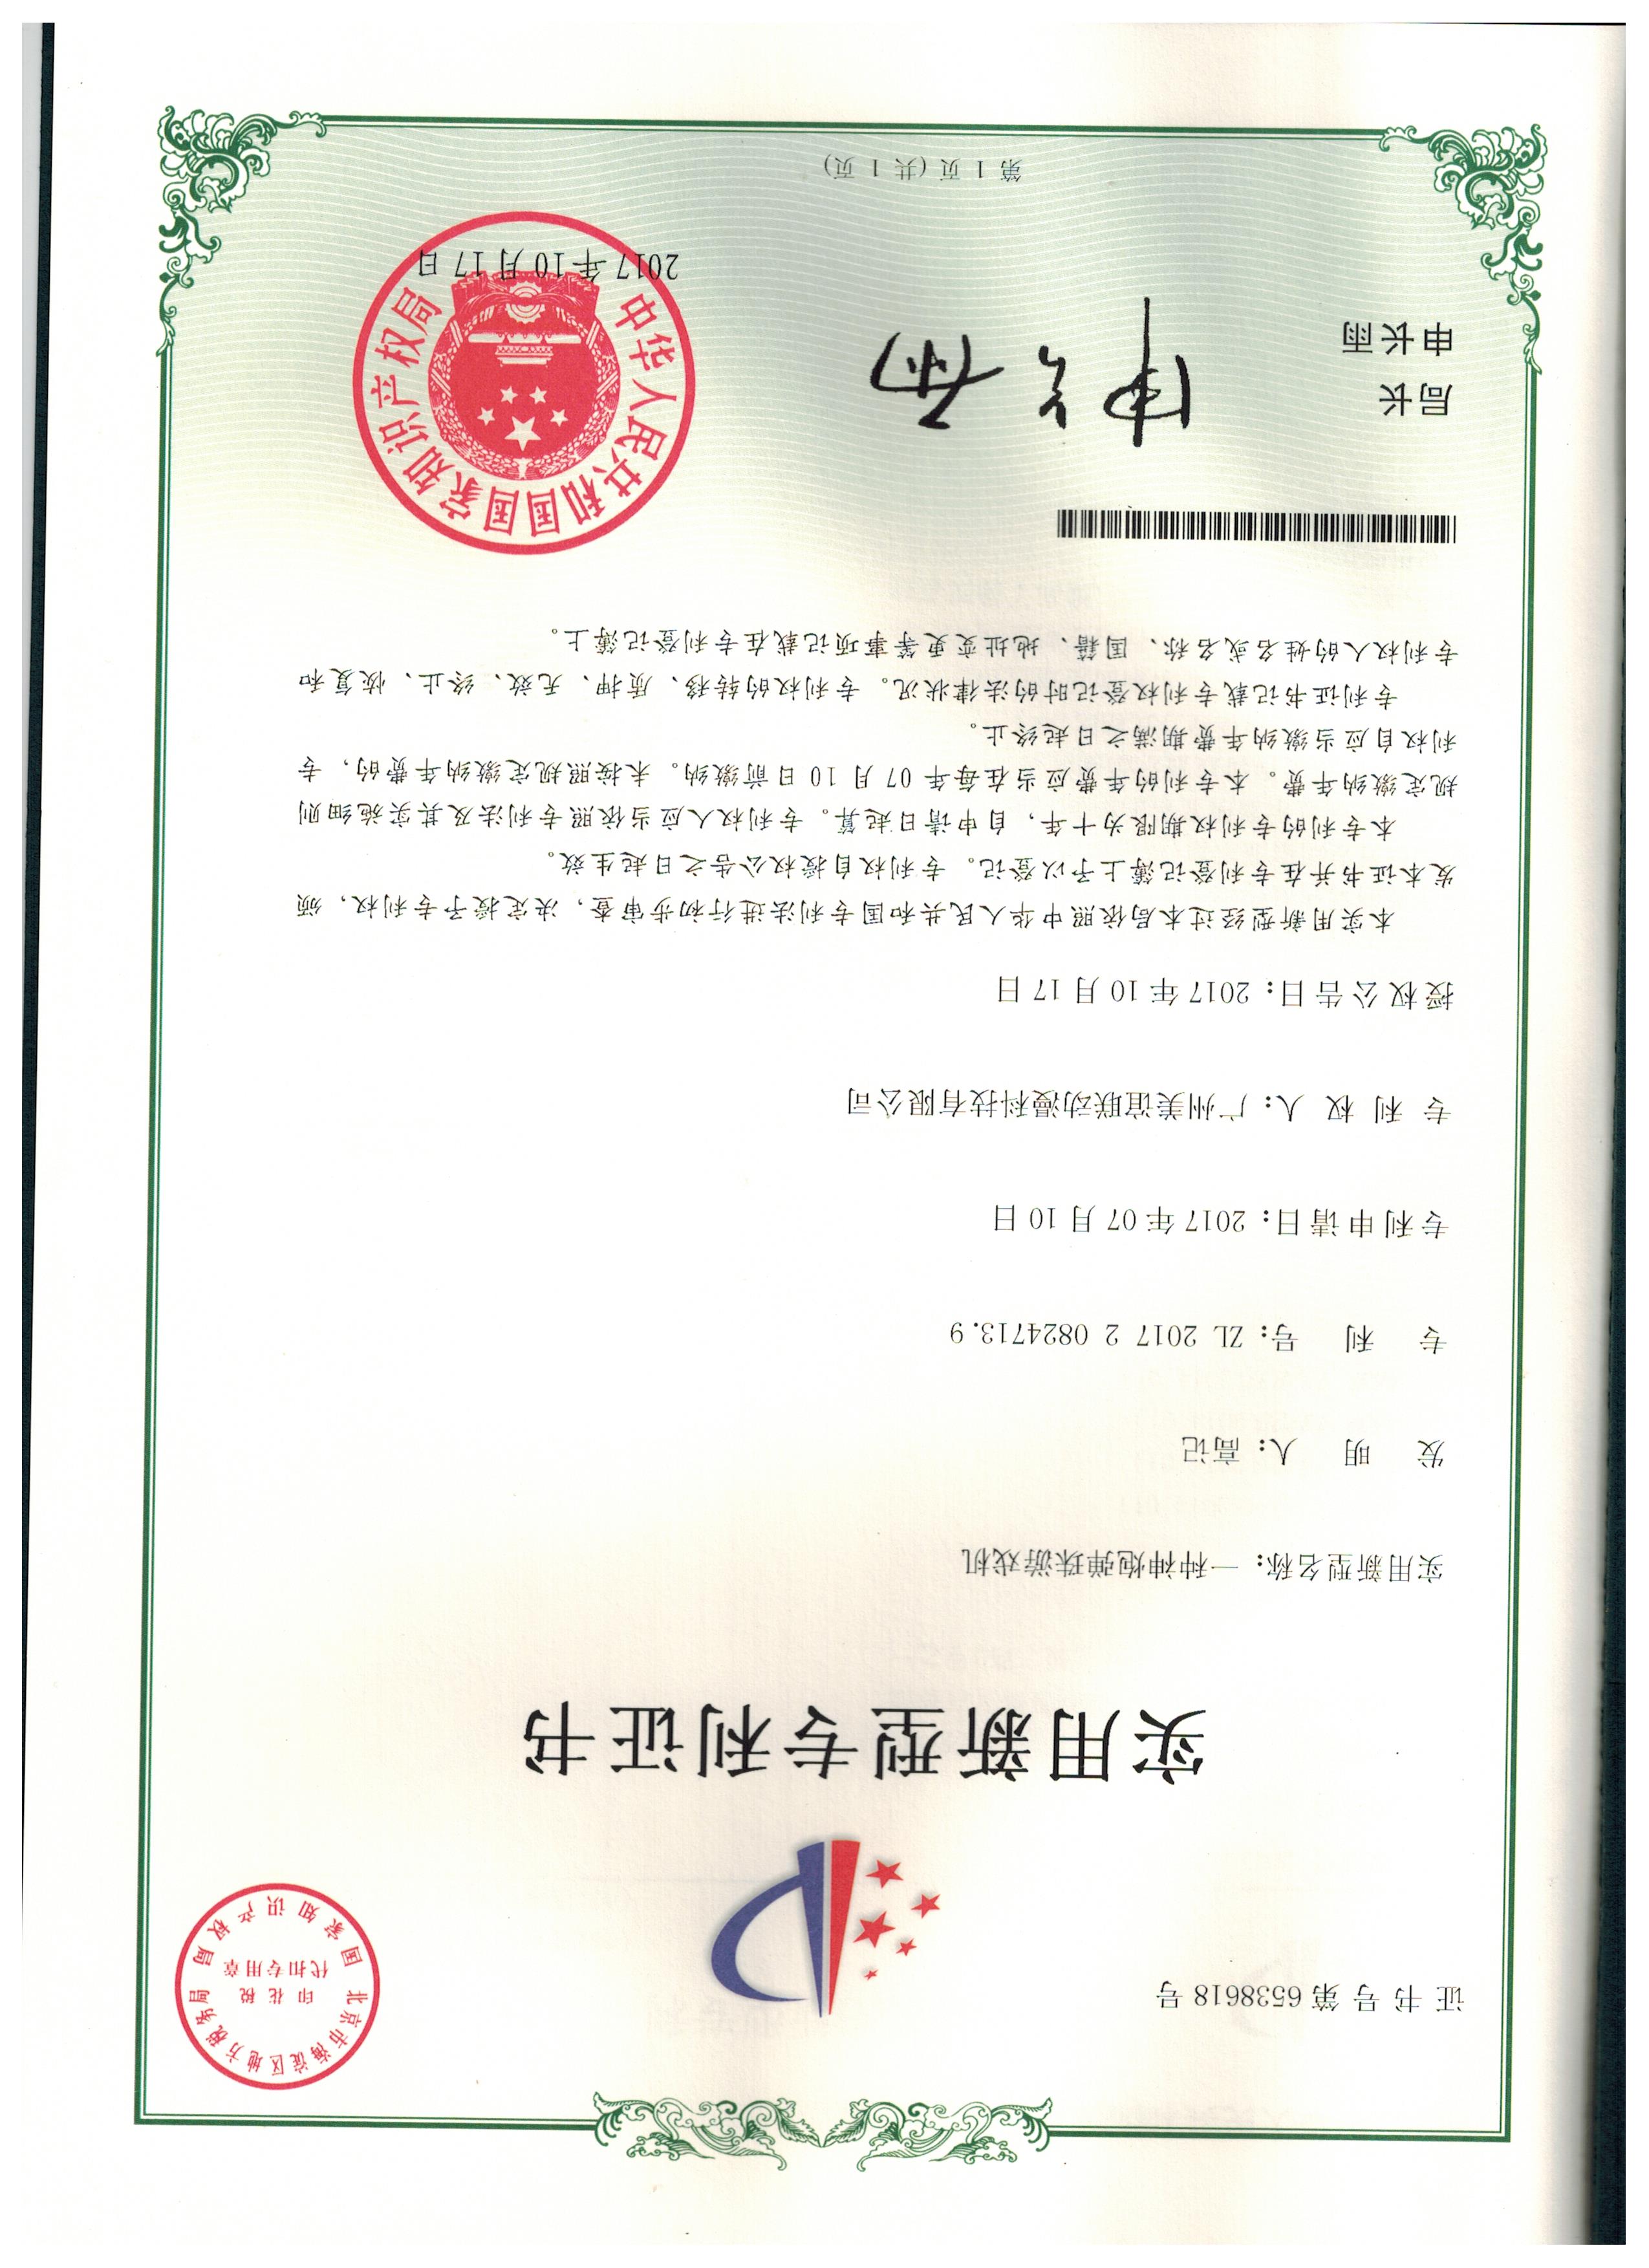 证书号第6538618号
北京市海淀区地方税务局
印花税
代扣专用章
国家知识产权局
实用新型专利证书
实用新型名称：一种神炮弹珠游戏机
发明人：高记
专利号：ZL 2017 2 0824713.9
专利申请日：2017年07月10日
专利权人：广州美谊联动漫科技有限公司
授权公告日：2017年10月17日
本实用新型经过本局依照中华人民共和国专利法进行初步审查，决定授予专利权，颁
发本证书并在专利登记簿上予以登记。专利权自授权公告之日起生效。
本专利的专利权期限为十年，自申请日起算。专利权人应当依照专利法及其实施细则
规定缴纳年费。本专利的年费应当在每年07月10日前缴纳。未按照规定缴纳年费的，专
利权自应当缴纳年费期满之日起终止。
专利证书记载专利权登记时的法律状况。专利权的转移、质押、无效、终止、恢复和
专利权人的姓名或名称、国籍、地址变更等事项记载在专利登记簿上。
局长
申长雨
申长雨
中华人民共和国国家知识产权局
2017年10月17日
第1页(共1页)